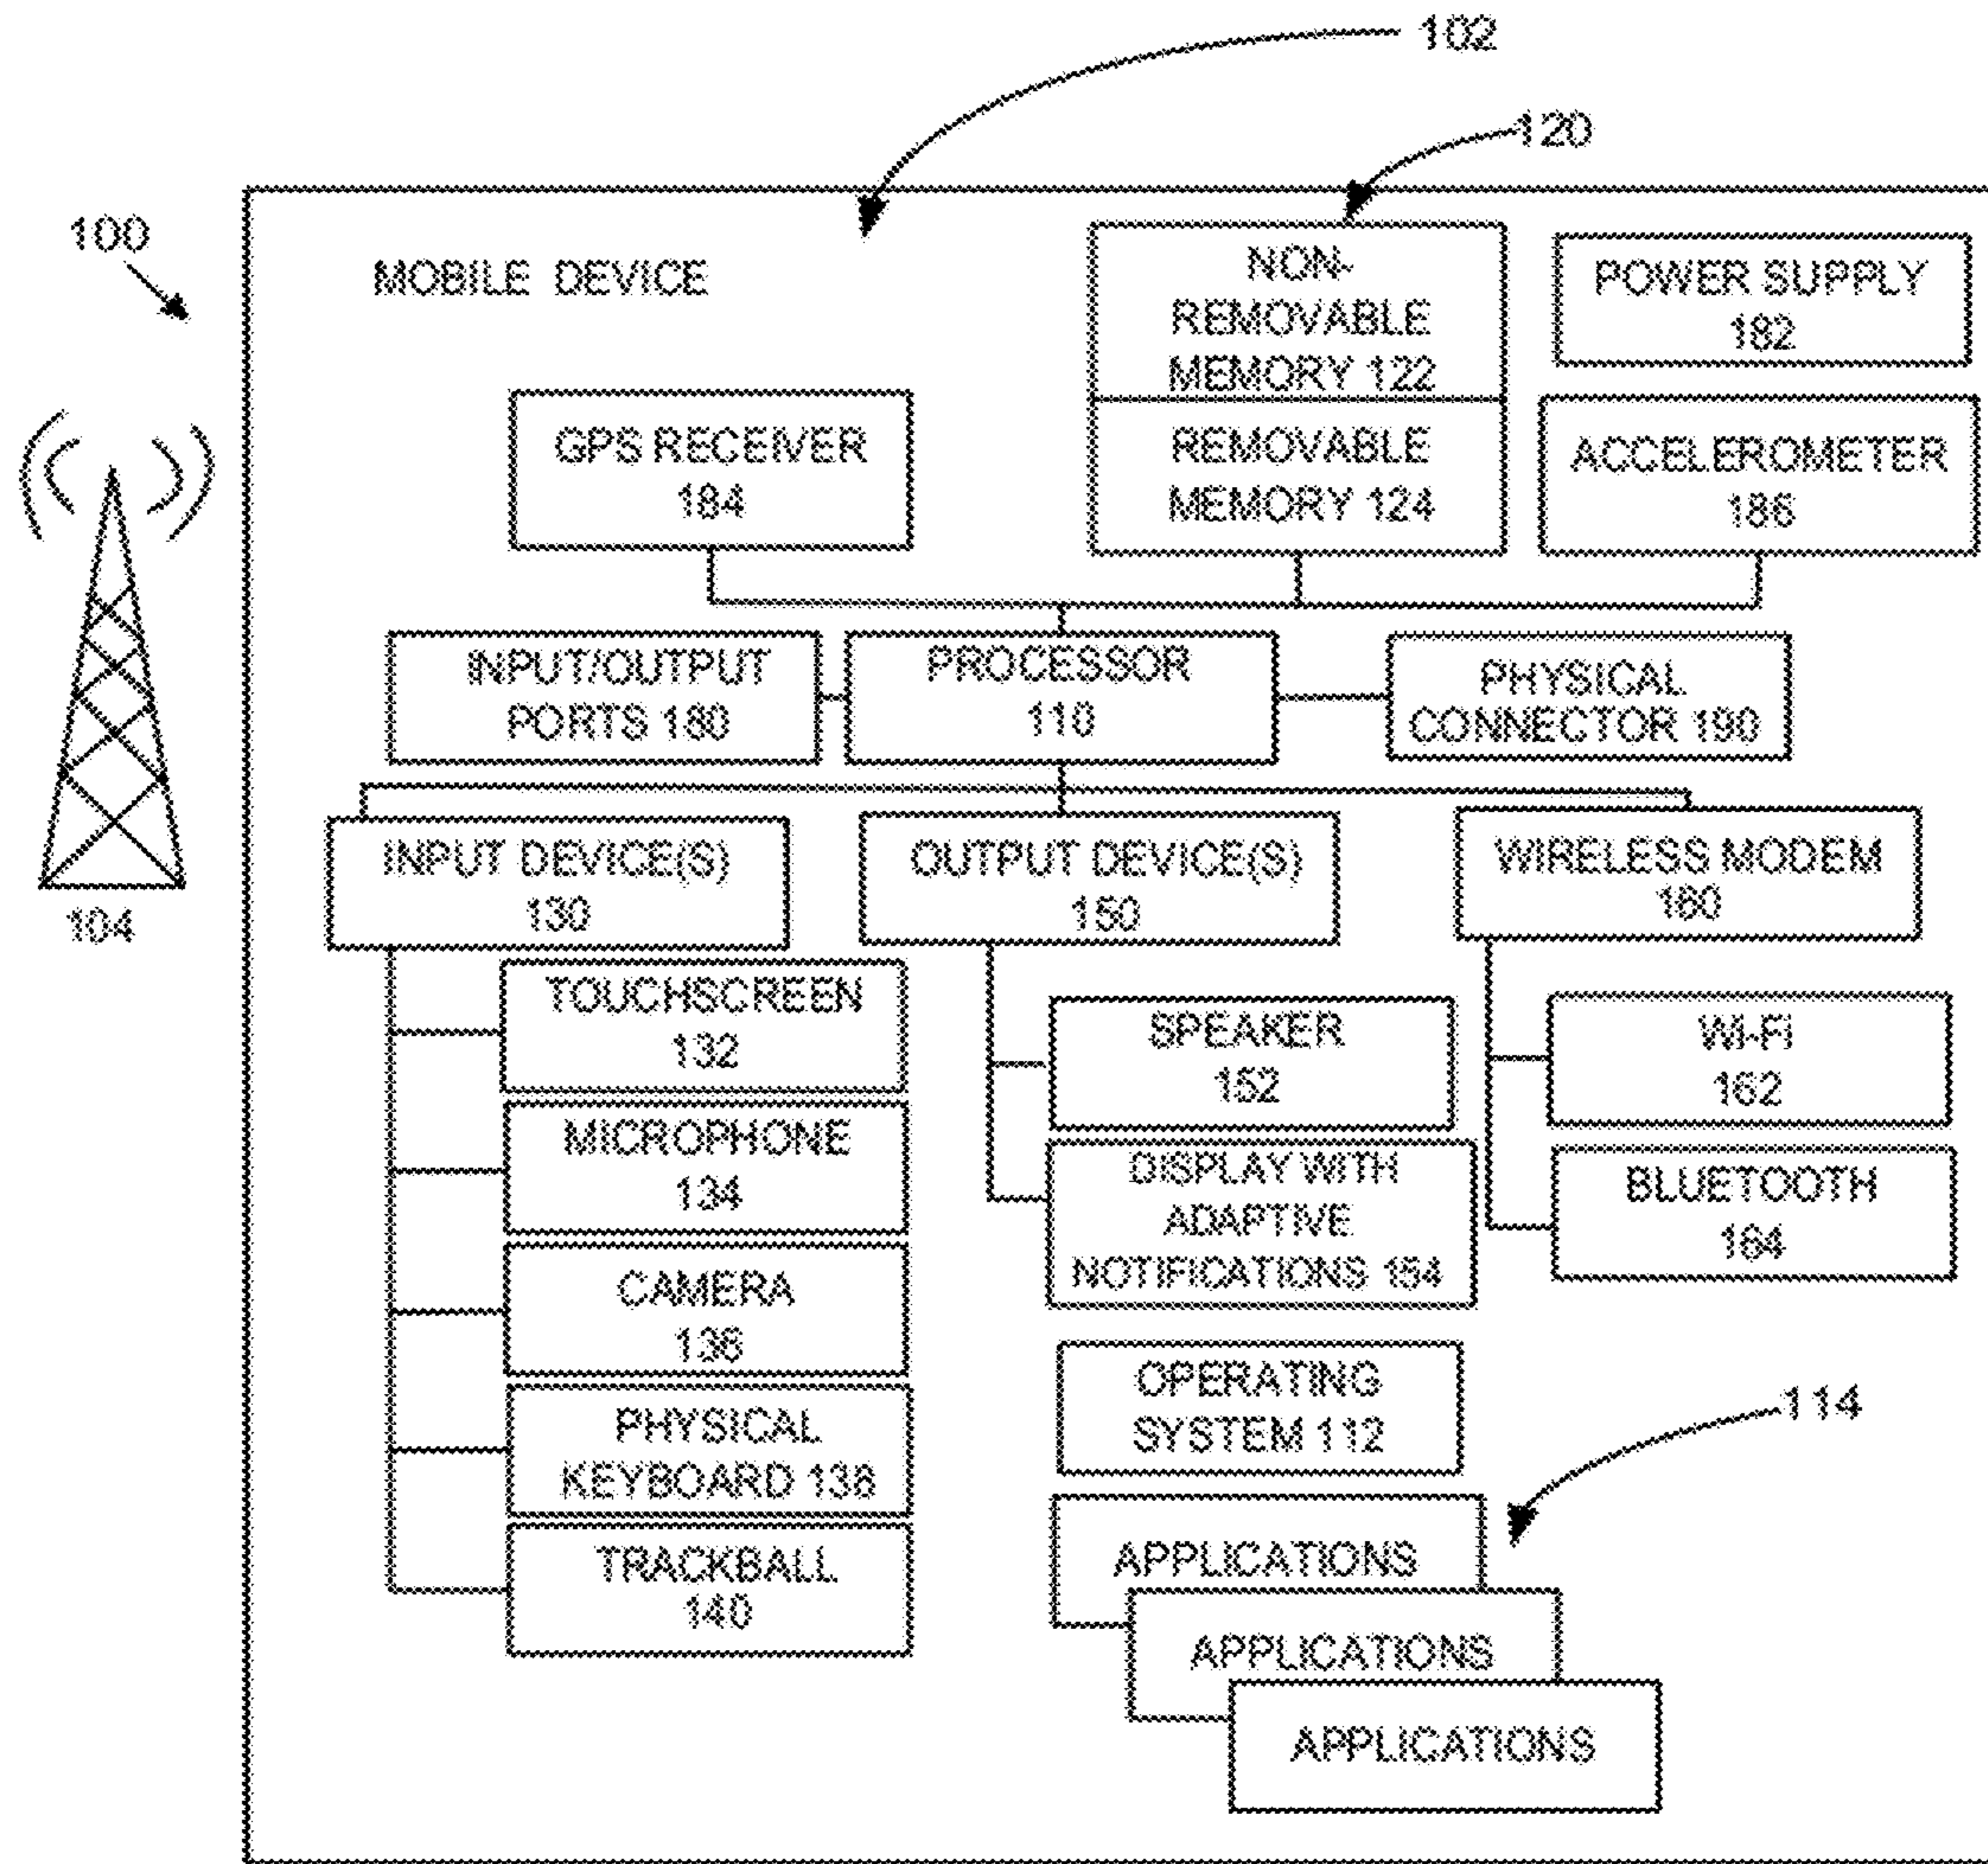 102
120
100
MOBILE DEVICE
NON-
REMOVABLE
MEMORY 122
POWER SUPPLY
182
GPS RECEIVER
184
REMOVABLE
MEMORY 124
ACCELEROMETER
186
INPUT/OUTPUT
PORTS 180
PROCESSOR
110
PHYSICAL
CONNECTOR 190
INPUT DEVICE(S)
130
OUTPUT DEVICE(S)
150
WIRELESS MODEM
160
104
TOUCHSCREEN
132
SPEAKER
152
WI-FI
162
MICROPHONE
134
DISPLAY WITH
ADAPTIVE
NOTIFICATIONS 154
BLUETOOTH
164
CAMERA
136
OPERATING
SYSTEM 112
114
PHYSICAL
KEYBOARD 138
TRACKBALL
140
APPLICATIONS
APPLICATIONS
APPLICATIONS